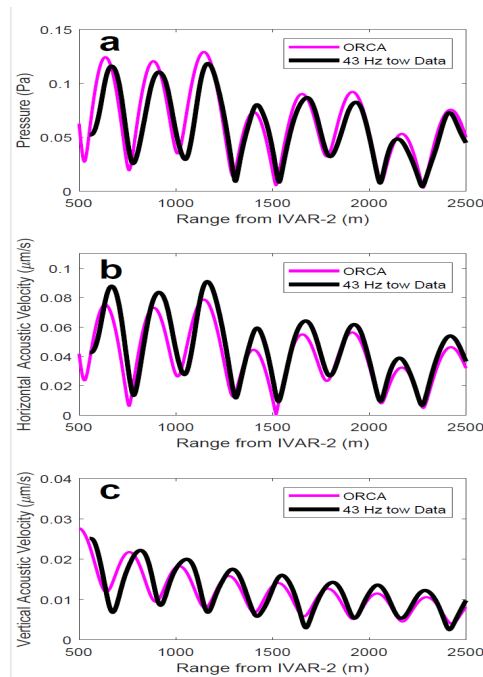 a
ORCA
43 Hz tow Data
Pressure (Pa)
0.15
0.1
0.05
0
500
1000
1500
2000
2500
Range from IVAR-2 (m)
b
ORCA
43 Hz tow Data
Horizontal Acoustic Velocity (μm/s)
0.1
0.08
0.06
0.04
0.02
0
500
1000
1500
2000
2500
Range from IVAR-2 (m)
c
ORCA
43 Hz tow Data
Vertical Acoustic Velocity (μm/s)
0.04
0.03
0.02
0.01
0
500
1000
1500
2000
2500
Range from IVAR-2 (m)